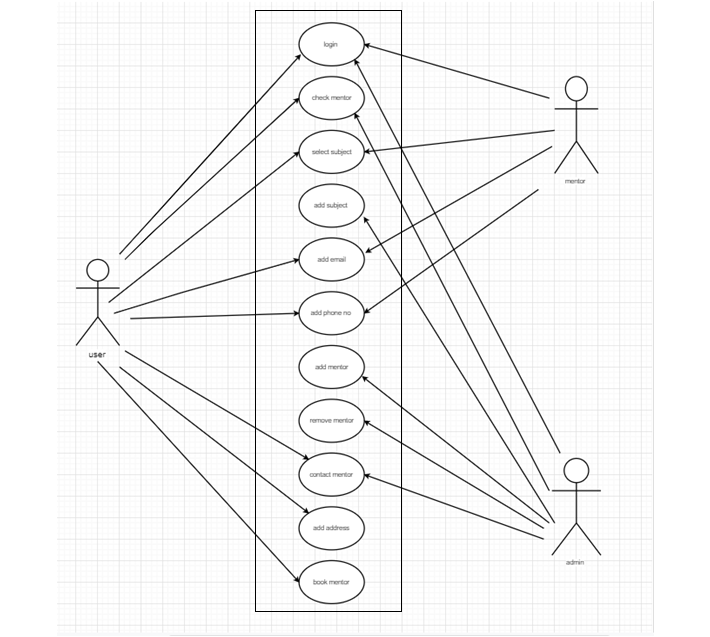 login
check mentor
mentor
select subject
add subject
add email
add phone no
user
add mentor
remove mentor
contact mentor
add address
admin
book mentor